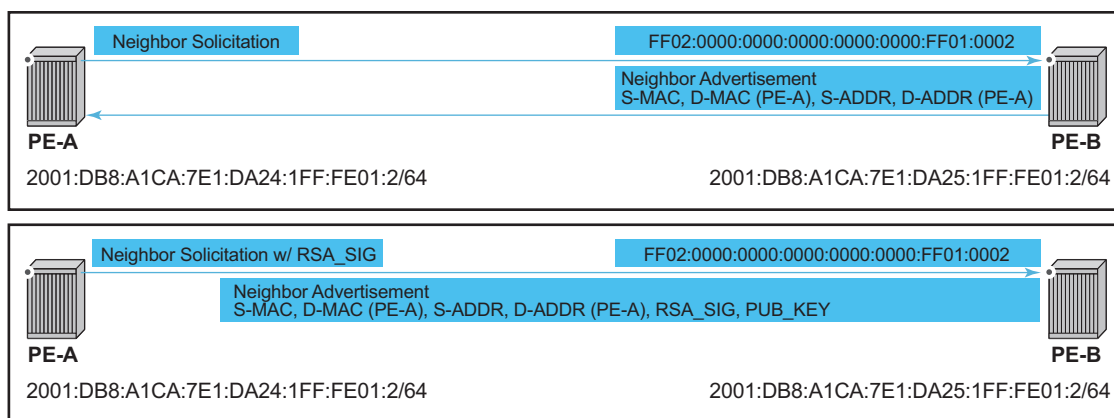 Neighbor Solicitation
FF02:0000:0000:0000:0000:0000:FF01:0002
Neighbor Advertisement
S-MAC, D-MAC (PE-A), S-ADDR, D-ADDR (PE-A)
PE-A
PE-B
2001:DB8:A1CA:7E1:DA24:1FF:FE01:2/64
2001:DB8:A1CA:7E1:DA25:1FF:FE01:2/64
Neighbor Solicitation w/ RSA_SIG
FF02:0000:0000:0000:0000:0000:FF01:0002
Neighbor Advertisement
S-MAC, D-MAC (PE-A), S-ADDR, D-ADDR (PE-A), RSA_SIG, PUB_KEY
PE-A
PE-B
2001:DB8:A1CA:7E1:DA24:1FF:FE01:2/64
2001:DB8:A1CA:7E1:DA25:1FF:FE01:2/64